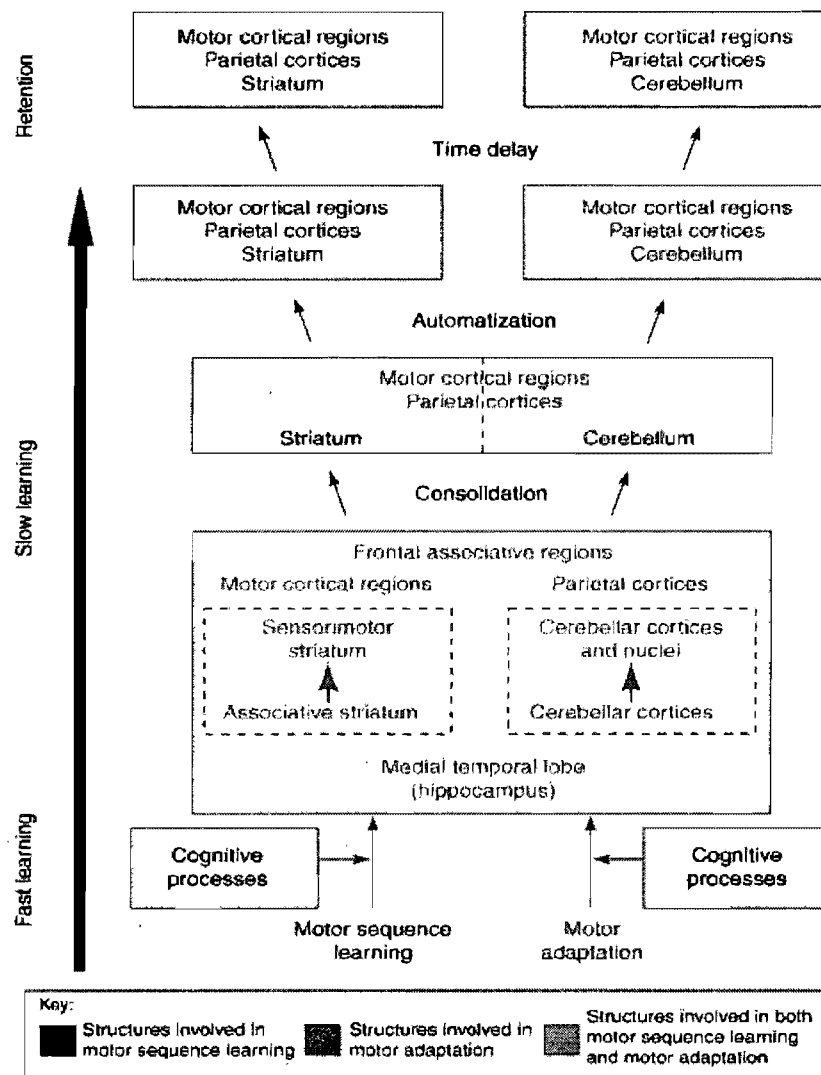 Retention
Motor cortical regions
Parietal cortices
Striatum
Motor cortical regions
Parietal cortices
Cerebellum
Time delay
Motor cortical regions
Parietal cortices
Striatum
Motor cortical regions
Parietal cortices
Cerebellum
Automatization
Slow learning
Motor cortical regions
Parietal cortices
Striatum
Cerebellum
Consolidation
Frontal associative regions
Motor cortical regions
Parietal cortices
Sensorimotor
striatum
Cerebellar cortices
and nuclei
Associative striatum
Cerebellar cortices
Medial temporal lobe
(hippocampus)
Fast learning
Cognitive
processes
Cognitive
processes
Motor sequence
learning
Motor
adaptation
Key:
Structures involved in
motor sequence learning
Structures involved in
motor adaptation
Structures involved in both
motor sequence learning
and motor adaptation